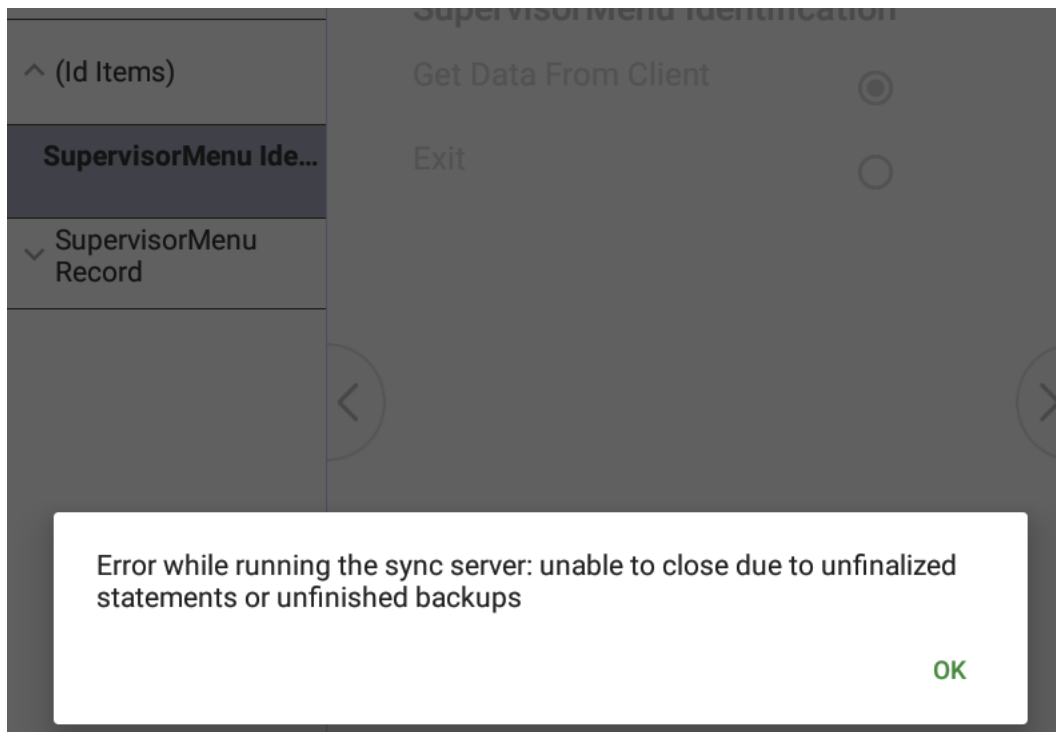 SupervisorMenu Identification
(Id Items)
Get Data From Client
SupervisorMenu Ide...
Exit
SupervisorMenu
Record
Error while running the sync server: unable to close due to unfinalized
statements or unfinished backups
OK